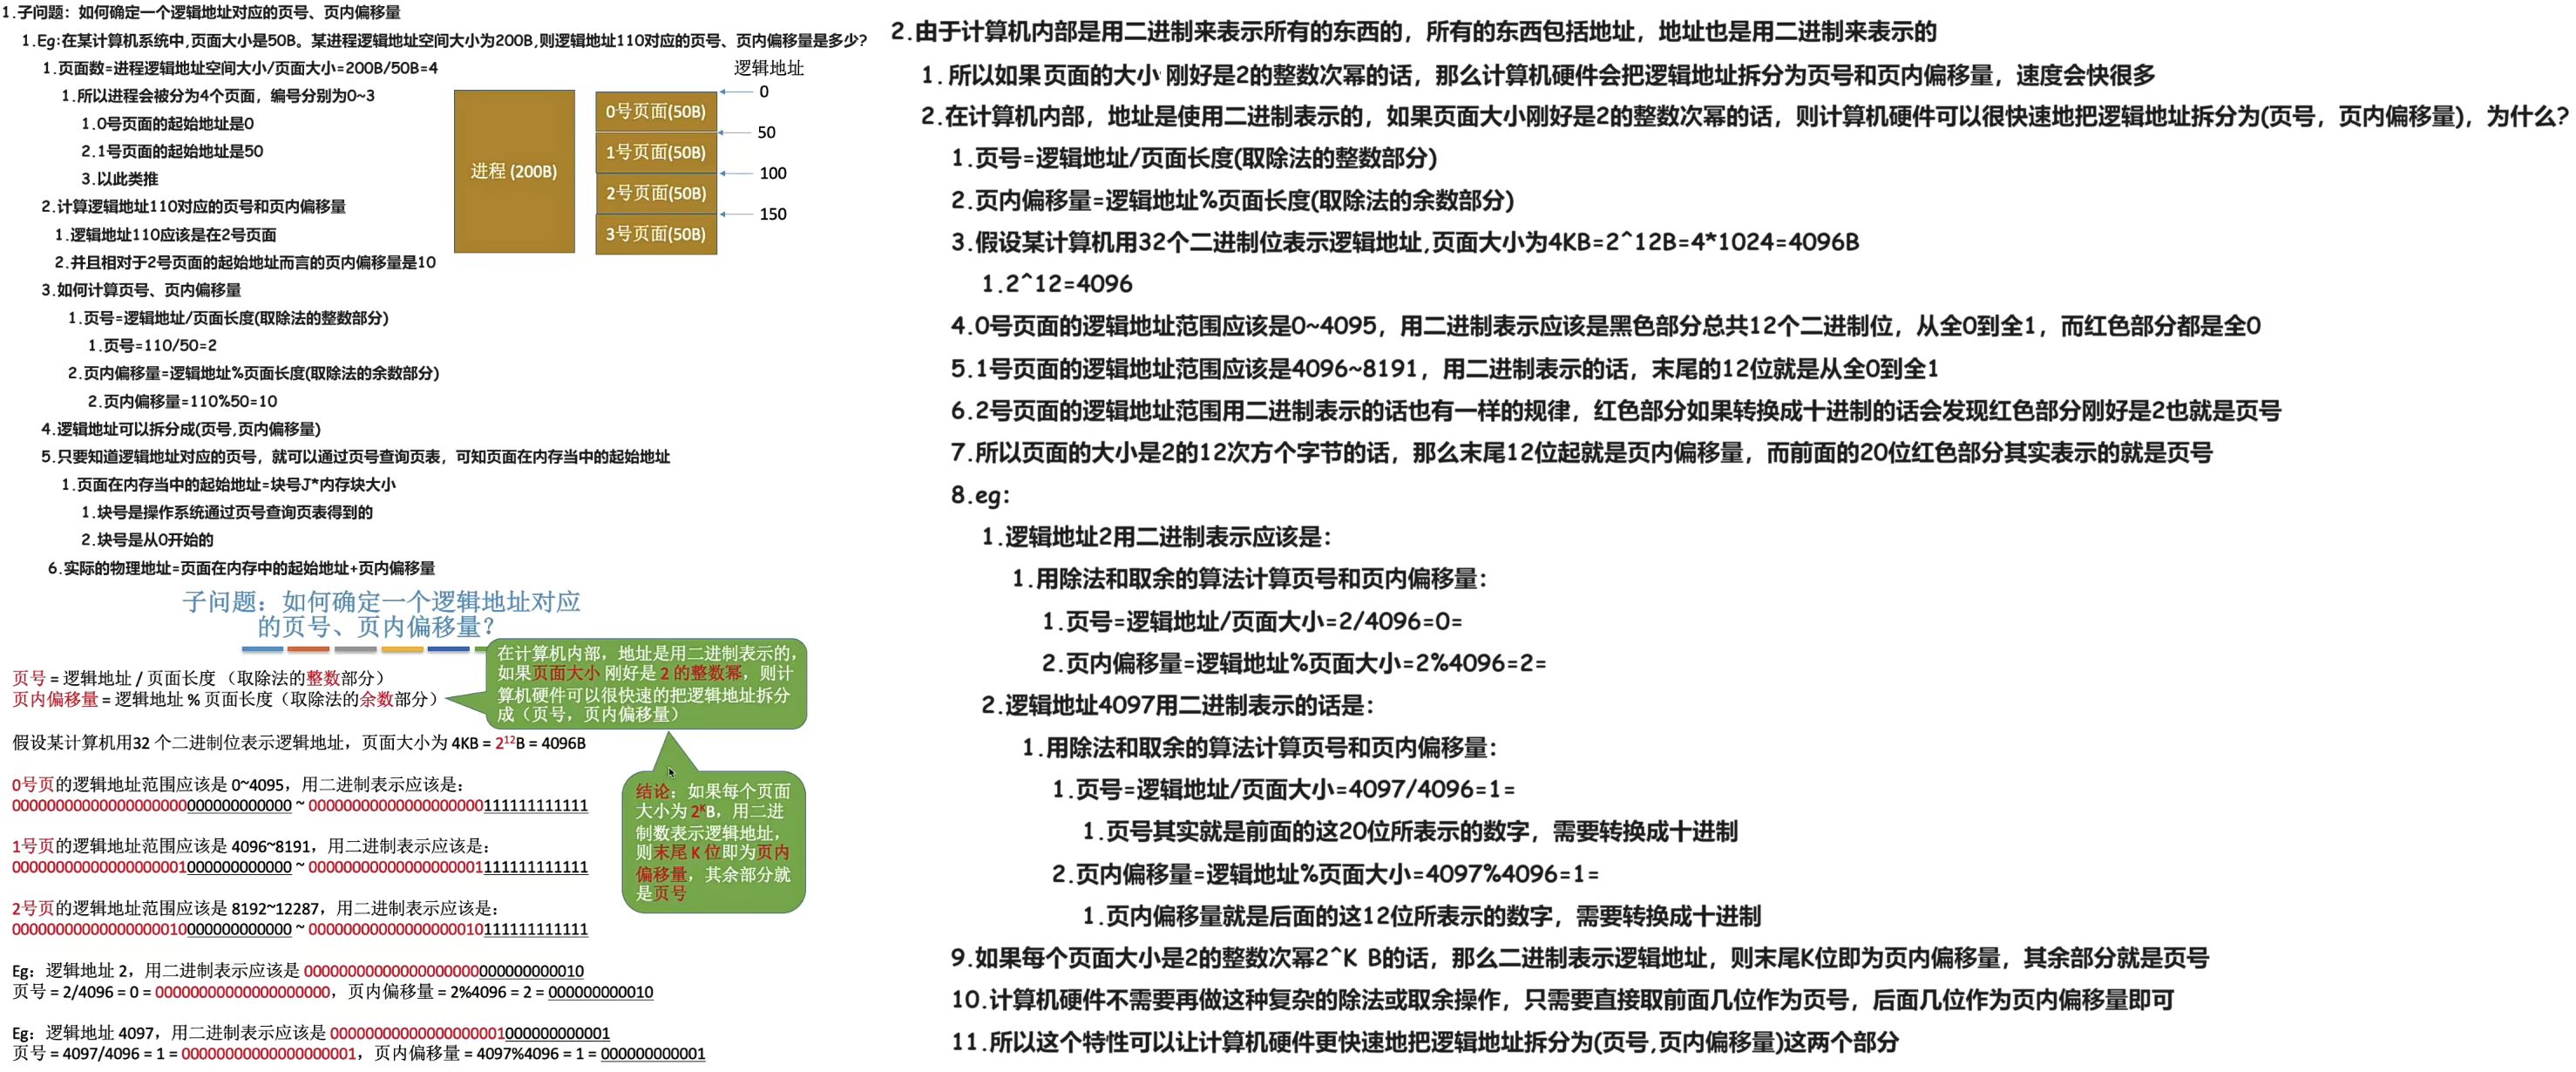 1.子问题：如何确定一个逻辑地址对应的页号、页内偏移量
1.Eg:在某计算机系统中,页面大小是50B。某进程逻辑地址空间大小为200B,则逻辑地址110对应的页号、页内偏移量是多少?
1.页面数=进程逻辑地址空间大小/页面大小=200B/50B=4
1.所以进程会被分为4个页面，编号分别为0~3
1.0号页面的起始地址是0
2.1号页面的起始地址是50
3.以此类推
2.计算逻辑地址110对应的页号和页内偏移量
1.逻辑地址110应该是在2号页面
2.并且相对于2号页面的起始地址而言的页内偏移量是10
3.如何计算页号、页内偏移量
1.页号=逻辑地址/页面长度(取除法的整数部分)
1.页号=110/50=2
2.页内偏移量=逻辑地址%页面长度(取除法的余数部分)
2.页内偏移量=110%50=10
4.逻辑地址可以拆分成(页号,页内偏移量)
5.只要知道逻辑地址对应的页号，就可以通过页号查询页表，可知页面在内存当中的起始地址
1.页面在内存当中的起始地址=块号J*内存块大小
1.块号是操作系统通过页号查询页表得到的
2.块号是从0开始的
6.实际的物理地址=页面在内存中的起始地址+页内偏移量
逻辑地址
进程 (200B)
0号页面(50B)
1号页面(50B)
2号页面(50B)
3号页面(50B)
0
50
100
150
子问题：如何确定一个逻辑地址对应
的页号、页内偏移量？
页号 = 逻辑地址 / 页面长度 （取除法的整数部分）
页内偏移量 = 逻辑地址 % 页面长度（取除法的余数部分）
在计算机内部，地址是用二进制表示的，
如果页面大小 刚好是 2 的整数幂，则计
算机硬件可以很快速的把逻辑地址拆分
成（页号，页内偏移量）
假设某计算机用32 个二进制位表示逻辑地址，页面大小为 4KB = 2¹²B = 4096B
0号页的逻辑地址范围应该是 0~4095，用二进制表示应该是：
00000000000000000000000000000000 ~ 00000000000000000000111111111111
1号页的逻辑地址范围应该是 4096~8191，用二进制表示应该是：
00000000000000000001000000000000 ~ 00000000000000000001111111111111
2号页的逻辑地址范围应该是 8192~12287，用二进制表示应该是：
00000000000000000010000000000000 ~ 00000000000000000010111111111111
结论：如果每个页面
大小为 2ᴷB，用二进
制数表示逻辑地址，
则末尾 K 位即为页内
偏移量，其余部分就
是页号
Eg：逻辑地址 2，用二进制表示应该是 00000000000000000000000000000010
页号 = 2/4096 = 0 = 00000000000000000000，页内偏移量 = 2%4096 = 2 = 000000000010
Eg：逻辑地址 4097，用二进制表示应该是 00000000000000000001000000000001
页号 = 4097/4096 = 1 = 00000000000000000001，页内偏移量 = 4097%4096 = 1 = 000000000001
2.由于计算机内部是用二进制来表示所有的东西的，所有的东西包括地址，地址也是用二进制来表示的
1.所以如果页面的大小 刚好是2的整数次幂的话，那么计算机硬件会把逻辑地址拆分为页号和页内偏移量，速度会快很多
2.在计算机内部，地址是使用二进制表示的，如果页面大小刚好是2的整数次幂的话，则计算机硬件可以很快速地把逻辑地址拆分为(页号，页内偏移量)，为什么?
1.页号=逻辑地址/页面长度(取除法的整数部分)
2.页内偏移量=逻辑地址%页面长度(取除法的余数部分)
3.假设某计算机用32个二进制位表示逻辑地址,页面大小为4KB=2^12B=4*1024=4096B
1.2^12=4096
4.0号页面的逻辑地址范围应该是0~4095，用二进制表示应该是黑色部分总共12个二进制位，从全0到全1，而红色部分都是全0
5.1号页面的逻辑地址范围应该是4096~8191，用二进制表示的话，末尾的12位就是从全0到全1
6.2号页面的逻辑地址范围用二进制表示的话也有一样的规律，红色部分如果转换成十进制的话会发现红色部分刚好是2也就是页号
7.所以页面的大小是2的12次方个字节的话，那么末尾12位起就是页内偏移量，而前面的20位红色部分其实表示的就是页号
8.eg:
1.逻辑地址2用二进制表示应该是:
1.用除法和取余的算法计算页号和页内偏移量:
1.页号=逻辑地址/页面大小=2/4096=0=
2.页内偏移量=逻辑地址%页面大小=2%4096=2=
2.逻辑地址4097用二进制表示的话是:
1.用除法和取余的算法计算页号和页内偏移量:
1.页号=逻辑地址/页面大小=4097/4096=1=
1.页号其实就是前面的这20位所表示的数字，需要转换成十进制
2.页内偏移量=逻辑地址%页面大小=4097%4096=1=
1.页内偏移量就是后面的这12位所表示的数字，需要转换成十进制
9.如果每个页面大小是2的整数次幂2^K B的话，那么二进制表示逻辑地址，则末尾K位即为页内偏移量，其余部分就是页号
10.计算机硬件不需要再做这种复杂的除法或取余操作，只需要直接取前面几位作为页号，后面几位作为页内偏移量即可
11.所以这个特性可以让计算机硬件更快速地把逻辑地址拆分为(页号,页内偏移量)这两个部分